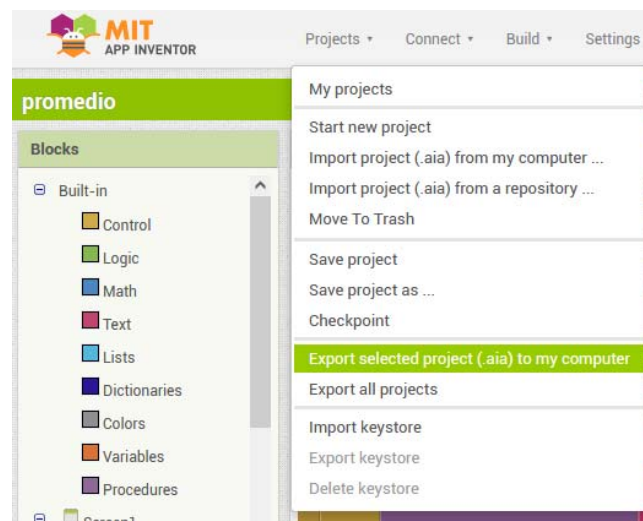 MIT
APP INVENTOR
Projects
Connect
Build
Settings
promedio
Blocks
Built-in
Control
Logic
Math
Text
Lists
Dictionaries
Colors
Variables
Procedures
Screen1
My projects
Start new project
Import project (.aia) from my computer ...
Import project (.aia) from a repository ...
Move To Trash
Save project
Save project as ...
Checkpoint
Export selected project (.aia) to my computer
Export all projects
Import keystore
Export keystore
Delete keystore